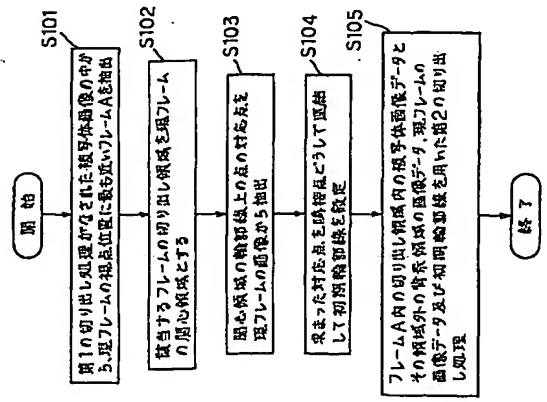 開始
S101
第1の切り出し処理がなされた被写体画像の中か
ら、現フレームの視点位置に最も近いフレームAを抽出
S102
該当するフレームの切り出し領域を現フレーム
の関心領域とする
S103
関心領域の輪郭線上の点の対応点を
現フレームの画像から抽出
S104
求まった対応点を隣接点どうしで連結
して初期輪郭線を設定
S105
フレームA内の切り出し領域内の被写体画像データと
その領域外の背景領域の画像データ、現フレームの
画像データ及び初期輪郭線を用いた第2の切り出
し処理
終了